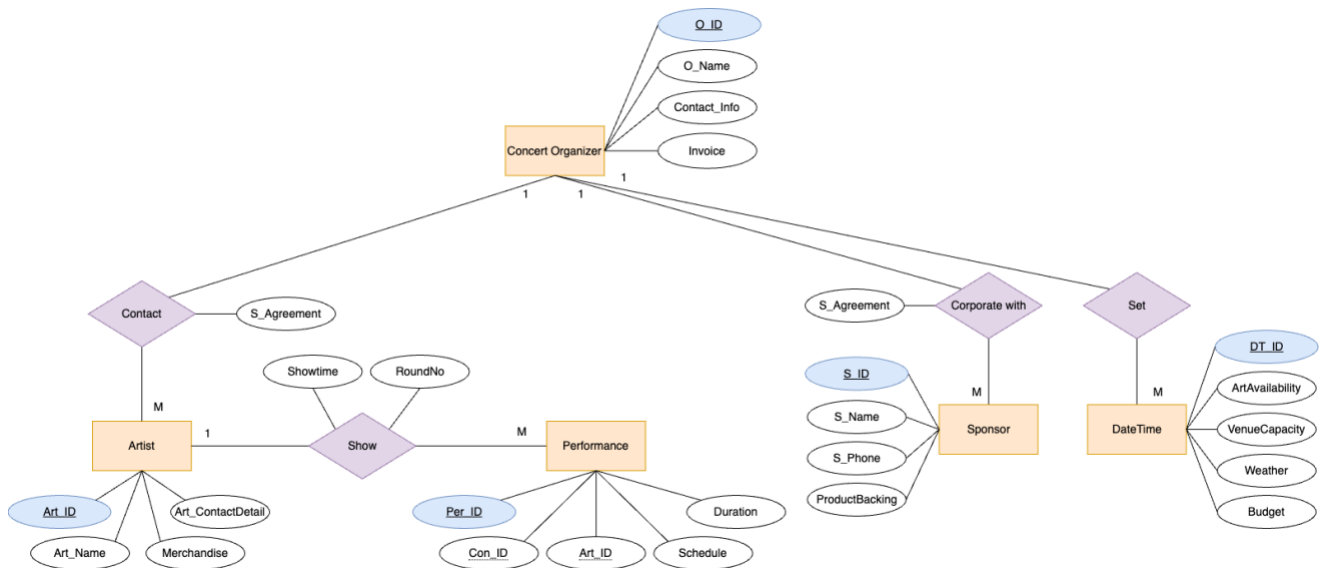 O_ID
O_Name
Contact_Info
Concert Organizer
Invoice
1
1
1
Contact
S_Agreement
S_Agreement
Corporate with
Set
Showtime
RoundNo
S_ID
DT_ID
ArtAvailability
M
M
M
S_Name
Artist
1
Show
M
Performance
Sponsor
DateTime
VenueCapacity
S_Phone
Weather
ProductBacking
Art_ID
Art_ContactDetail
Per_ID
Duration
Budget
Art_Name
Merchandise
Con_ID
Art_ID
Schedule